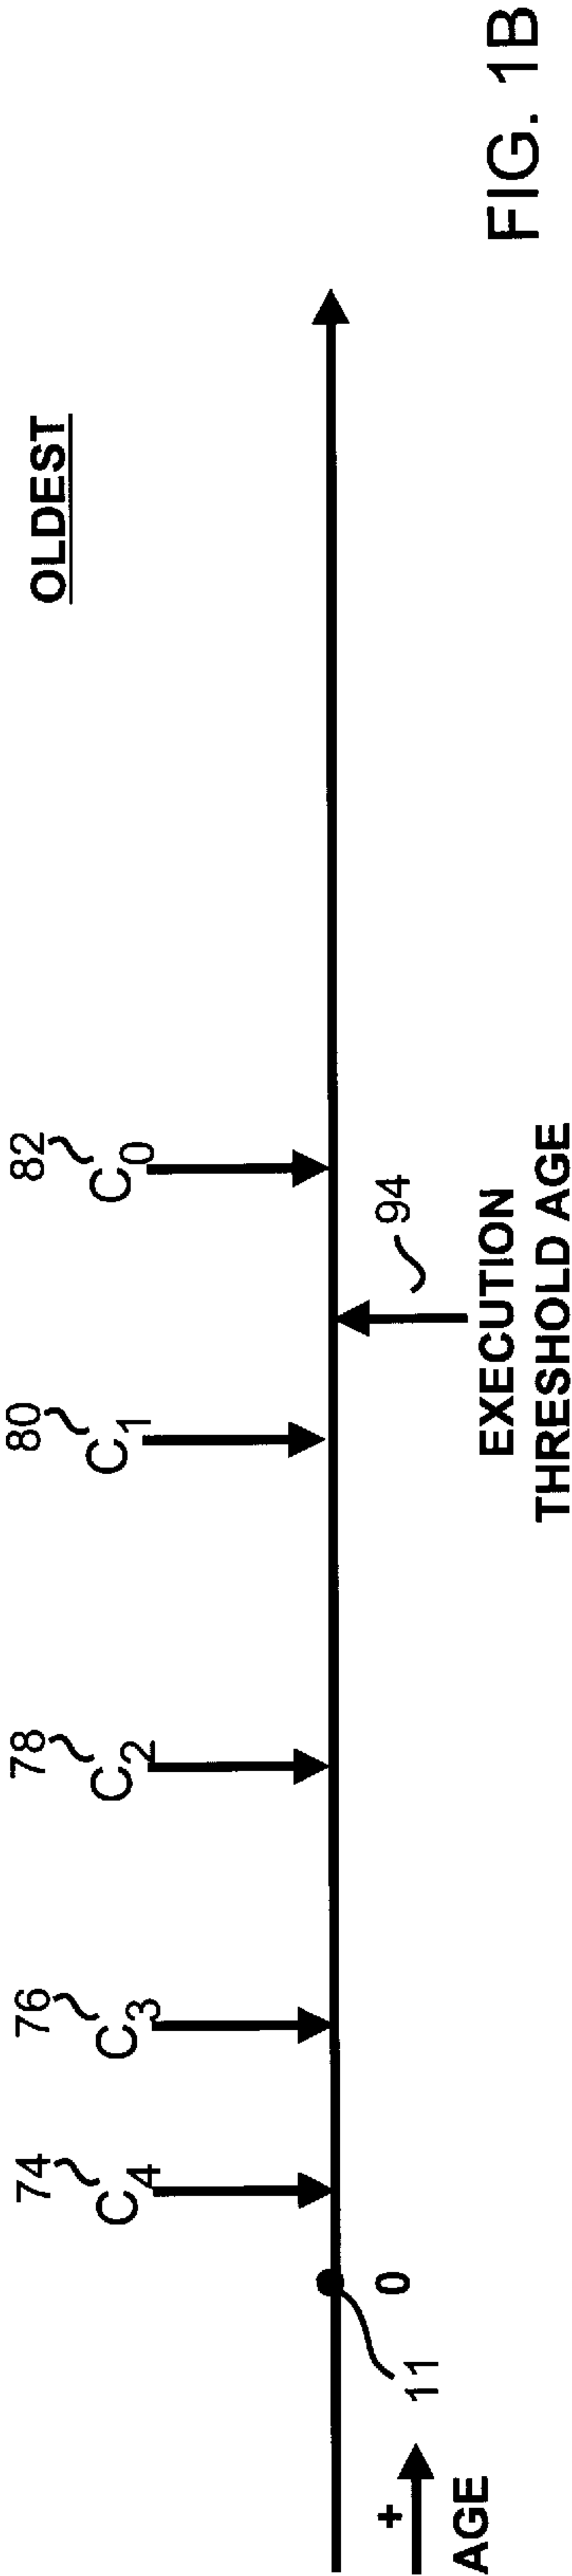 OLDEST
74 76 78 80 82
C4 C3 C2 C1 C0
0
11
94
+
AGE
EXECUTION
THRESHOLD AGE
FIG. 1B